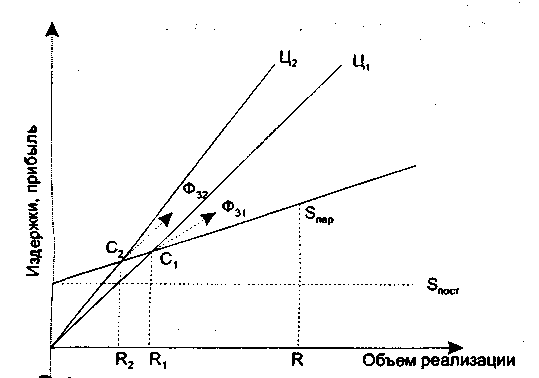 Издержки, прибыль
Ц₂
Ц₁
Ф₃₂
Ф₃₁
C₂
C₁
Sпер
Sпост
R₂
R₁
R
Объем реализации